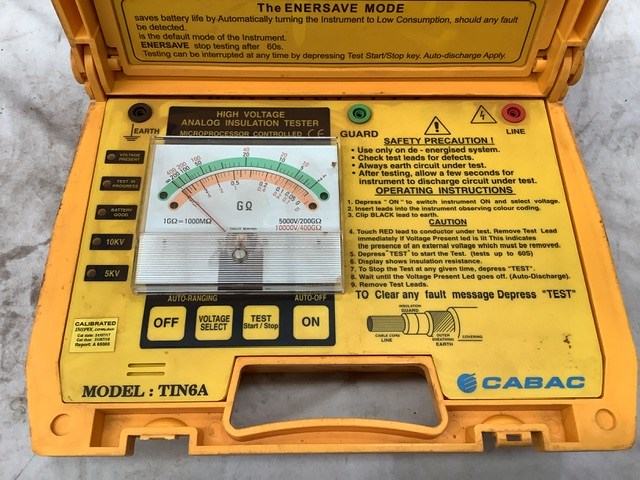 The ENERSAVE MODE
saves battery life by Automatically turning the Instrument to Low Consumption, should any fault
be detected.
is the default mode of the Instrument.
ENERSAVE stop testing after 60s.
Testing can be interrupted at any time by depressing Test Start/Stop key. Auto-discharge Apply.
EARTH
HIGH VOLTAGE
ANALOG INSULATION TESTER
MICROPROCESSOR CONTROLLED CE
GUARD
LINE
VOLTAGE
PRESENT
TEST IN
PROGRESS
BATTERY
GOOD
10KV
5KV
GΩ
1GΩ=1000MΩ
5000V/200GΩ
10000V/400GΩ
SAFETY PRECAUTION !
• Use only on de - energised system.
• Check test leads for defects.
• Always earth circuit under test.
• After testing, allow a few seconds for
instrument to discharge circuit under test.
OPERATING INSTRUCTIONS
1. Depress " ON " to switch instrument ON and select voltage.
2. Insert leads into the instrument observing colour coding.
3. Clip BLACK lead to earth.
CAUTION
4. Touch RED lead to conductor under test. Remove Test Lead
immediately if Voltage Present led is lit This indicates
the presence of an external voltage which must be removed.
5. Depress "TEST" to start the Test. (tests up to 60S)
6. Display shows insulation resistance.
7. To Stop the Test at any given time, depress "TEST".
8. Wait until the Voltage Present Led goes off. (Auto-Discharge).
9. Remove Test Leads.
TO Clear any fault message Depress "TEST"
AUTO-RANGING
AUTO-OFF
OFF
VOLTAGE
SELECT
TEST
Start / Stop
ON
INSULATION
GUARD
CABLE CORE
LINE
OUTER
SHEATHING
EARTH
COVERING
CALIBRATED
MODEL : TIN6A
CABAC